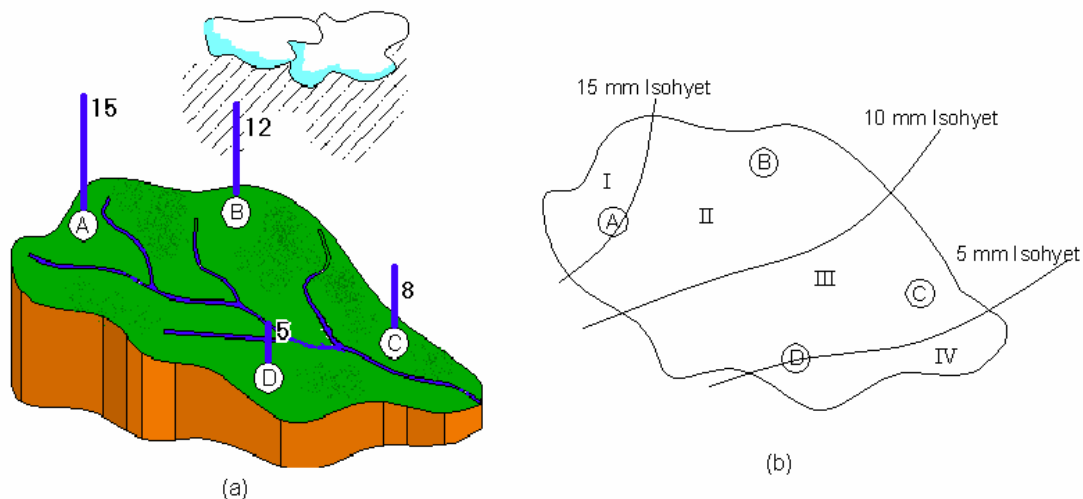 15
12
A
B
8
5
C
D
(a)
15 mm Isohyet
10 mm Isohyet
B
I
A
II
5 mm Isohyet
III
C
D
IV
(b)